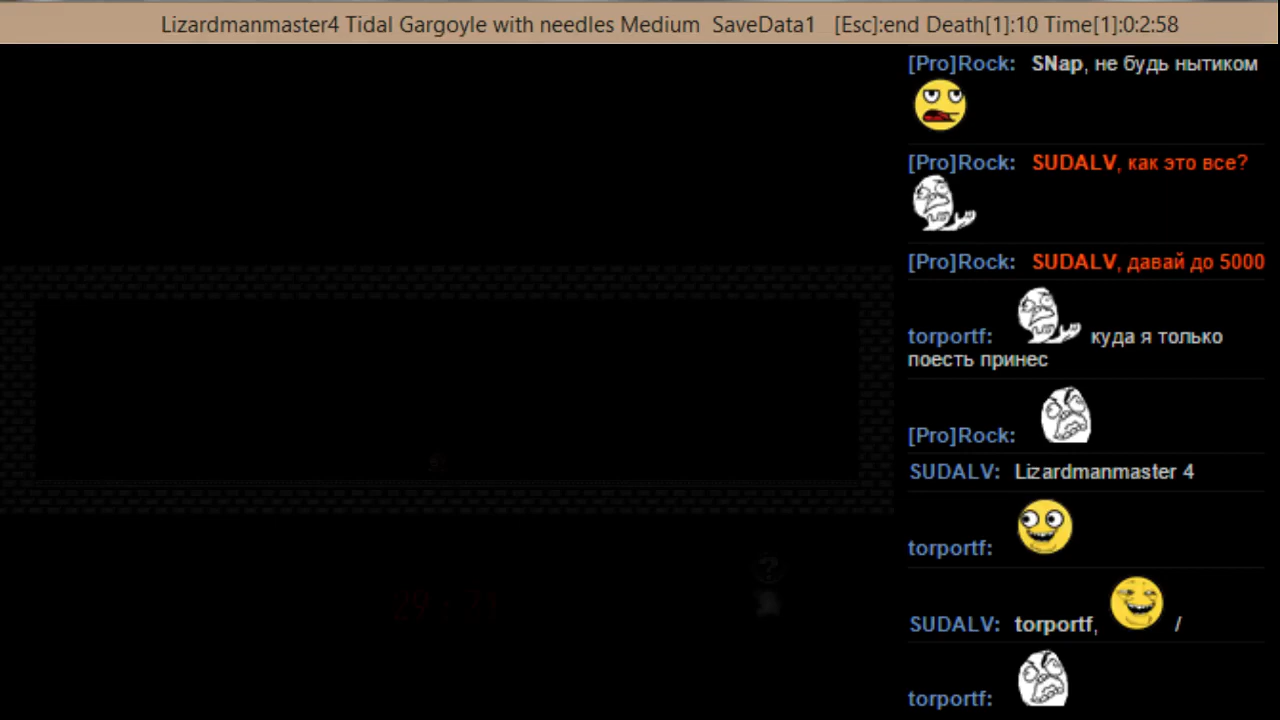 Lizardmanmaster4 Tidal Gargoyle with needles Medium  SaveData1   [Esc]:end Death[1]:10 Time[1]:0:2:58
[Pro]Rock: SNap, не будь нытиком
[Pro]Rock: SUDALV, как это все?
[Pro]Rock: SUDALV, давай до 5000
torportf: куда я только
поесть принес
[Pro]Rock:
SUDALV: Lizardmanmaster 4
torportf:
SUDALV: torportf, /
torportf: